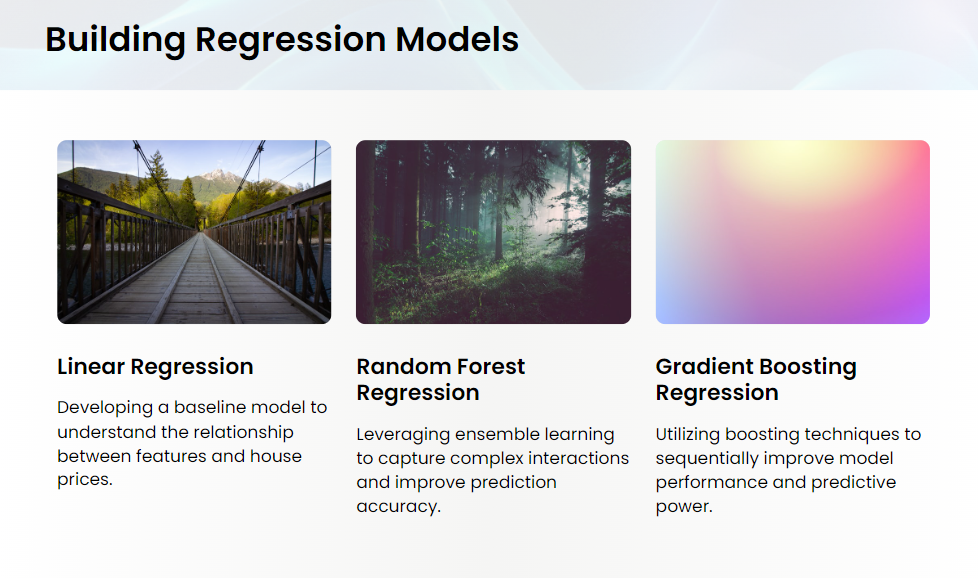 Building Regression Models
Linear Regression
Developing a baseline model to
understand the relationship
between features and house
prices.
Random Forest
Regression
Leveraging ensemble learning
to capture complex interactions
and improve prediction
accuracy.
Gradient Boosting
Regression
Utilizing boosting techniques to
sequentially improve model
performance and predictive
power.